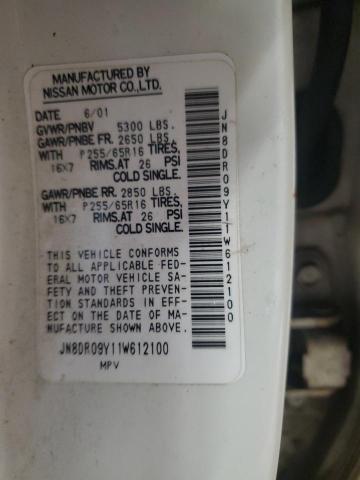 MANUFACTURED BY
NISSAN MOTOR CO.,LTD.
DATE 6/01
GVWR/PNBV 5300 LBS.
GAWR/PNBE FR. 2650 LBS.
WITH P255/65R16 TIRES,
16X7 RIMS.AT 26 PSI
COLD SINGLE.
GAWR/PNBE RR. 2850 LBS.
WITH P255/65R16 TIRES,
16X7 RIMS.AT 26 PSI
COLD SINGLE.
THIS VEHICLE CONFORMS
TO ALL APPLICABLE FED-
ERAL MOTOR VEHICLE SA-
FETY AND THEFT PREVEN-
TION STANDARDS IN EFF-
ECT ON THE DATE OF MA-
NUFACTURE SHOWN ABOVE.
JN8DR09Y11W612100
MPV
JN8DR09Y11W612100